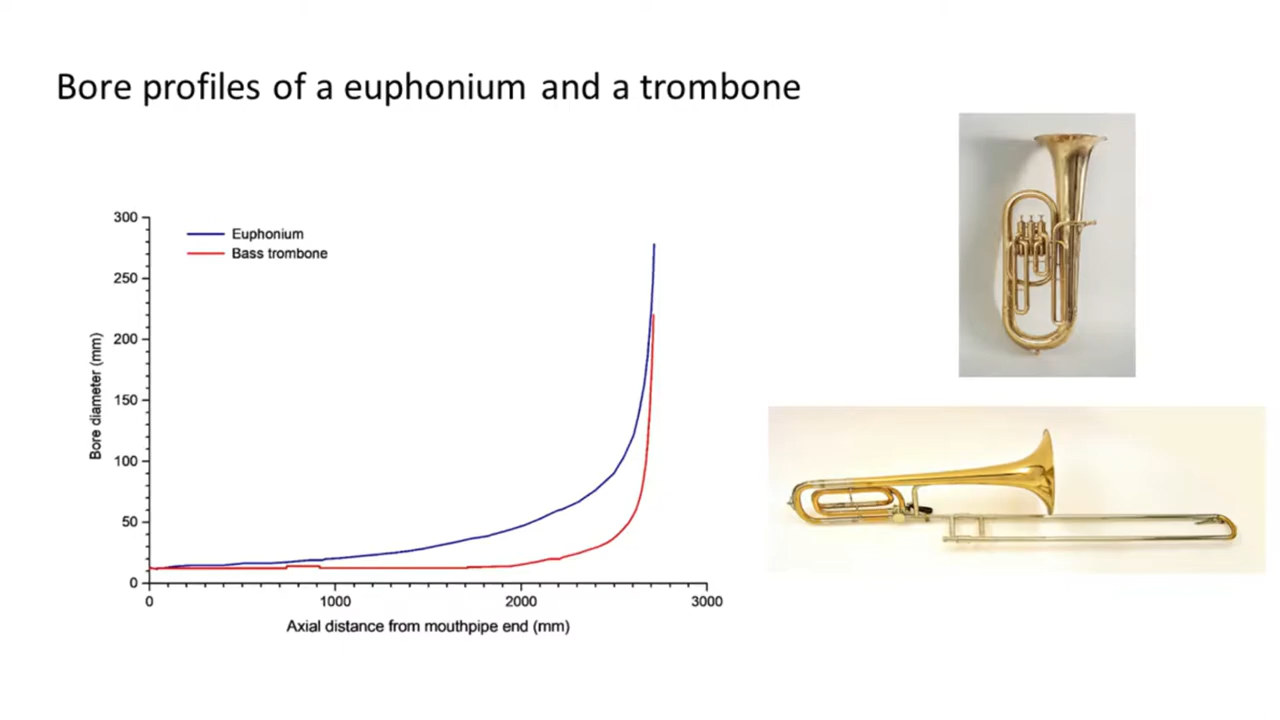 Bore profiles of a euphonium and a trombone
300
250
200
150
100
50
0
Bore diameter (mm)
Euphonium
Bass trombone
0 1000 2000 3000
Axial distance from mouthpipe end (mm)